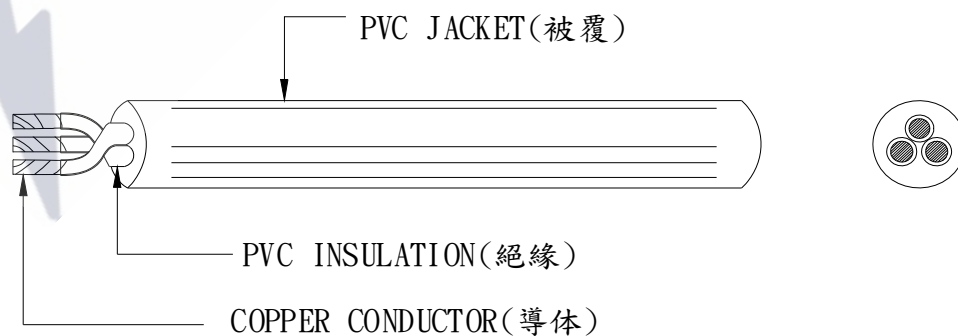 PVC JACKET(被覆)
PVC INSULATION(絕緣)
COPPER CONDUCTOR(導体)